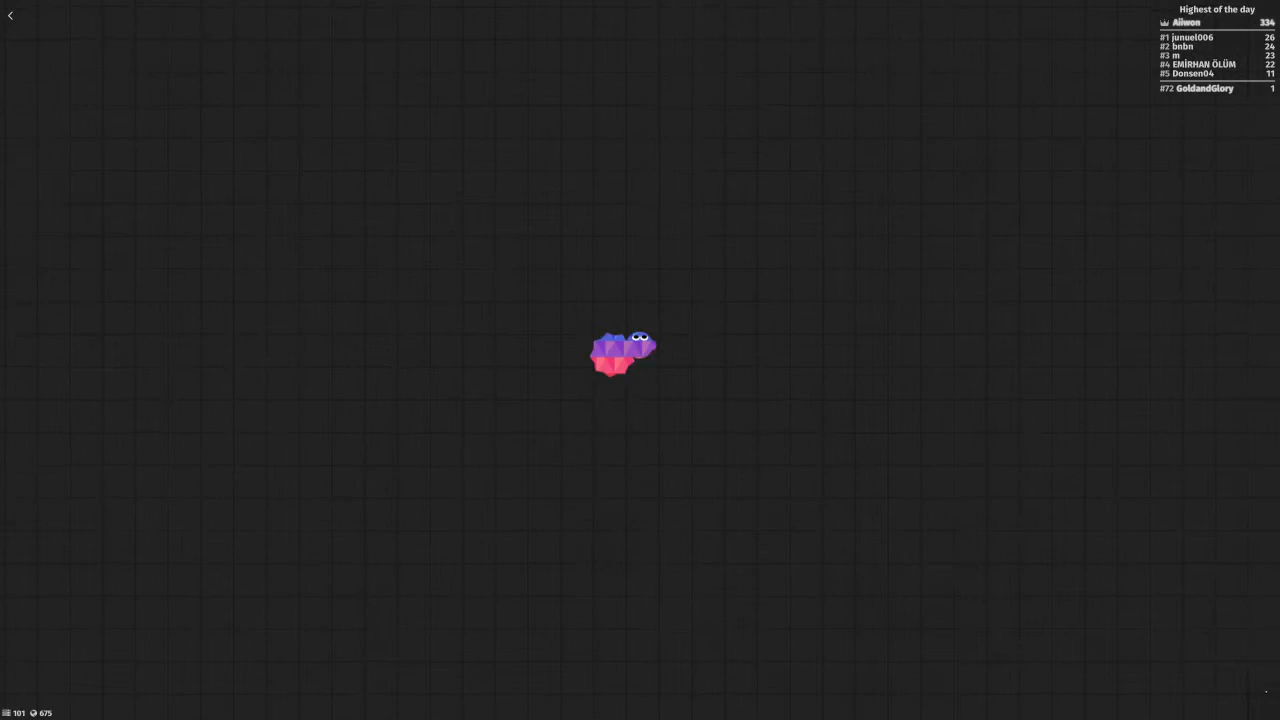 Highest of the day
Aiiwon 334
#1 junuel006 26
#2 bnbn 24
#3 m 23
#4 EMİRHAN ÖLÜM 22
#5 Donsen04 11
#72 GoldandGlory 1
101 675